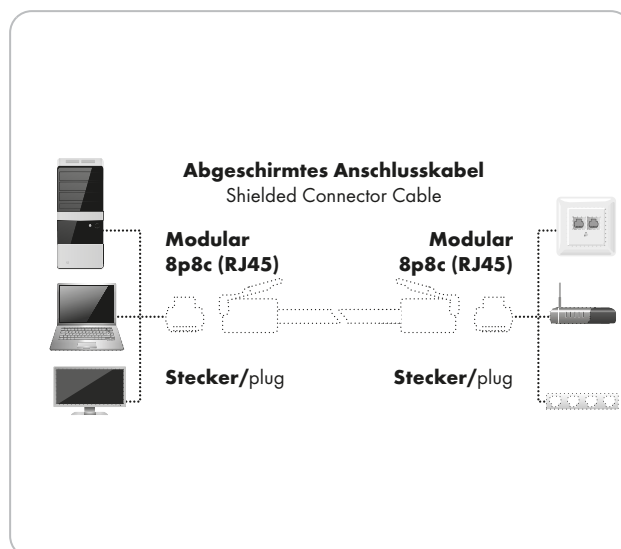 Abgeschirmtes Anschlusskabel
Shielded Connector Cable
Modular
8p8c (RJ45)
Modular
8p8c (RJ45)
Stecker/plug
Stecker/plug